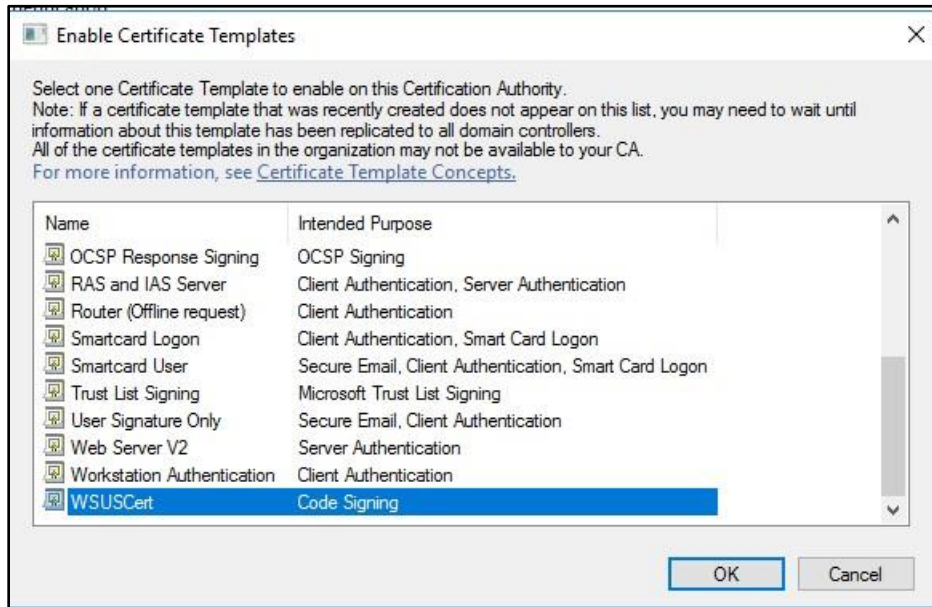 Enable Certificate Templates
Select one Certificate Template to enable on this Certification Authority.
Note: If a certificate template that was recently created does not appear on this list, you may need to wait until
information about this template has been replicated to all domain controllers.
All of the certificate templates in the organization may not be available to your CA.
For more information, see Certificate Template Concepts.
Name Intended Purpose
OCSP Response Signing OCSP Signing
RAS and IAS Server Client Authentication, Server Authentication
Router (Offline request) Client Authentication
Smartcard Logon Client Authentication, Smart Card Logon
Smartcard User Secure Email, Client Authentication, Smart Card Logon
Trust List Signing Microsoft Trust List Signing
User Signature Only Secure Email, Client Authentication
Web Server V2 Server Authentication
Workstation Authentication Client Authentication
WSUSCert Code Signing
OK Cancel